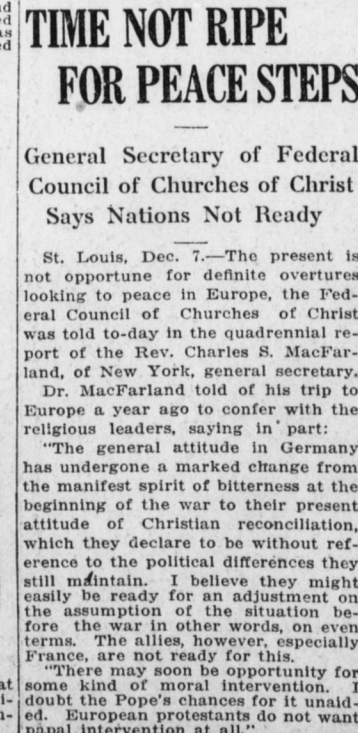 TIME NOT RIPE
FOR PEACE STEPS
General Secretary of Federal
Council of Churches of Christ
Says Nations Not Ready
St. Louis, Dec. 7.—The present is
not opportune for definite overtures
looking to peace in Europe, the Fed-
eral Council of Churches of Christ
was told to-day in the quadrennial re-
port of the Rev. Charles S. MacFar-
land, of New York, general secretary.
Dr. MacFarland told of his trip to
Europe a year ago to confer with the
religious leaders, saying in part:
"The general attitude in Germany
has undergone a marked change from
the manifest spirit of bitterness at the
beginning of the war to their present
attitude of Christian reconciliation,
which they declare to be without ref-
erence to the political differences they
still maintain. I believe they might
easily be ready for an adjustment on
the assumption of the situation be-
fore the war in other words, on even
terms. The allies, however, especially
France, are not ready for this.
"There may soon be opportunity for
some kind of moral intervention. I
doubt the Pope's chances for it unaid-
ed. European protestants do not want
papal intervention at all."